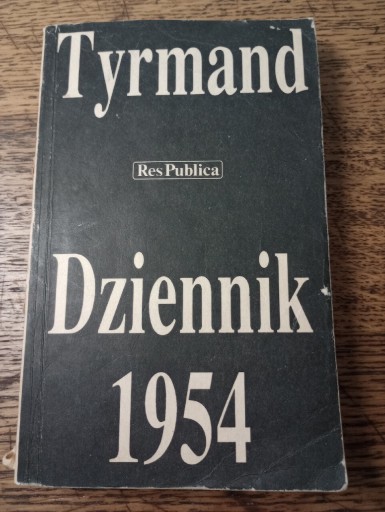 Tyrmand
Res Publica
Dziennik
1954